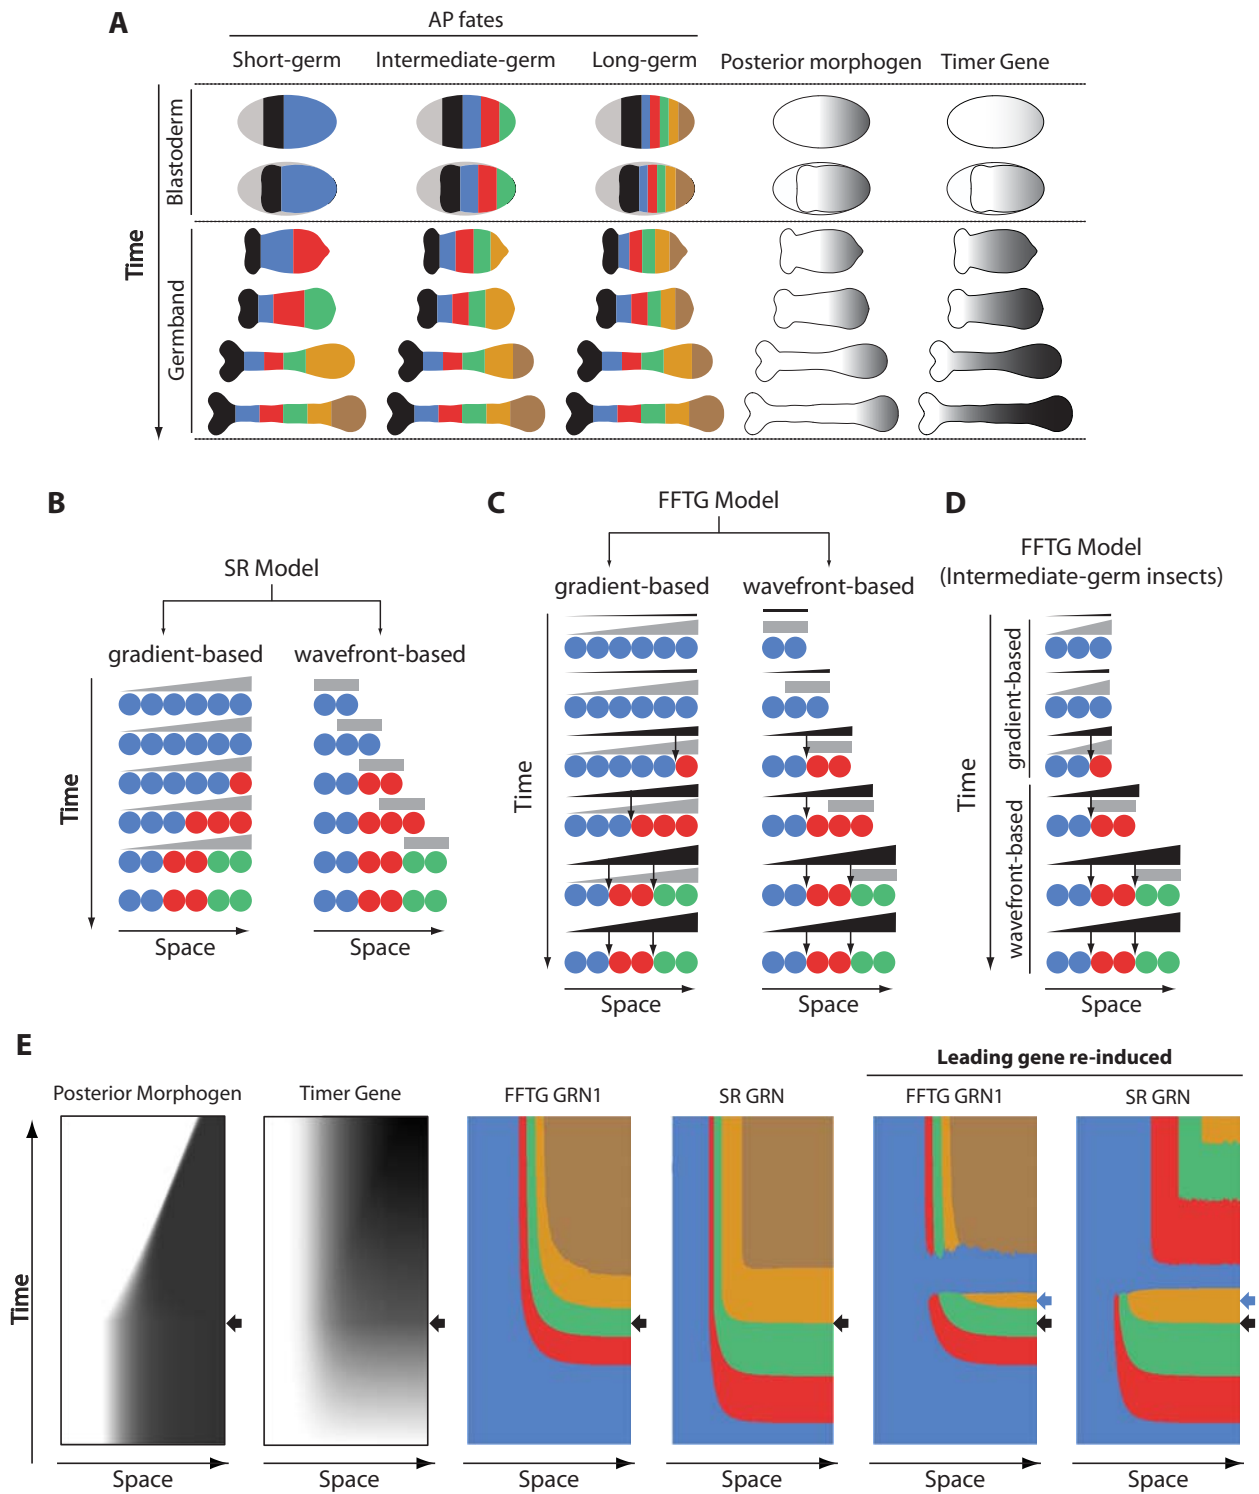 A
AP fates
Short-germ
Intermediate-germ
Long-germ
Posterior morphogen
Timer Gene
Time
Blastoderm
Germband
B
SR Model
gradient-based
wavefront-based
Time
Space
Space
C
FFTG Model
gradient-based
wavefront-based
Time
Space
Space
D
FFTG Model
(Intermediate-germ insects)
Time
gradient-based
wavefront-based
Space
E
Leading gene re-induced
Posterior Morphogen
Timer Gene
FFTG GRN1
SR GRN
FFTG GRN1
SR GRN
Time
Space
Space
Space
Space
Space
Space